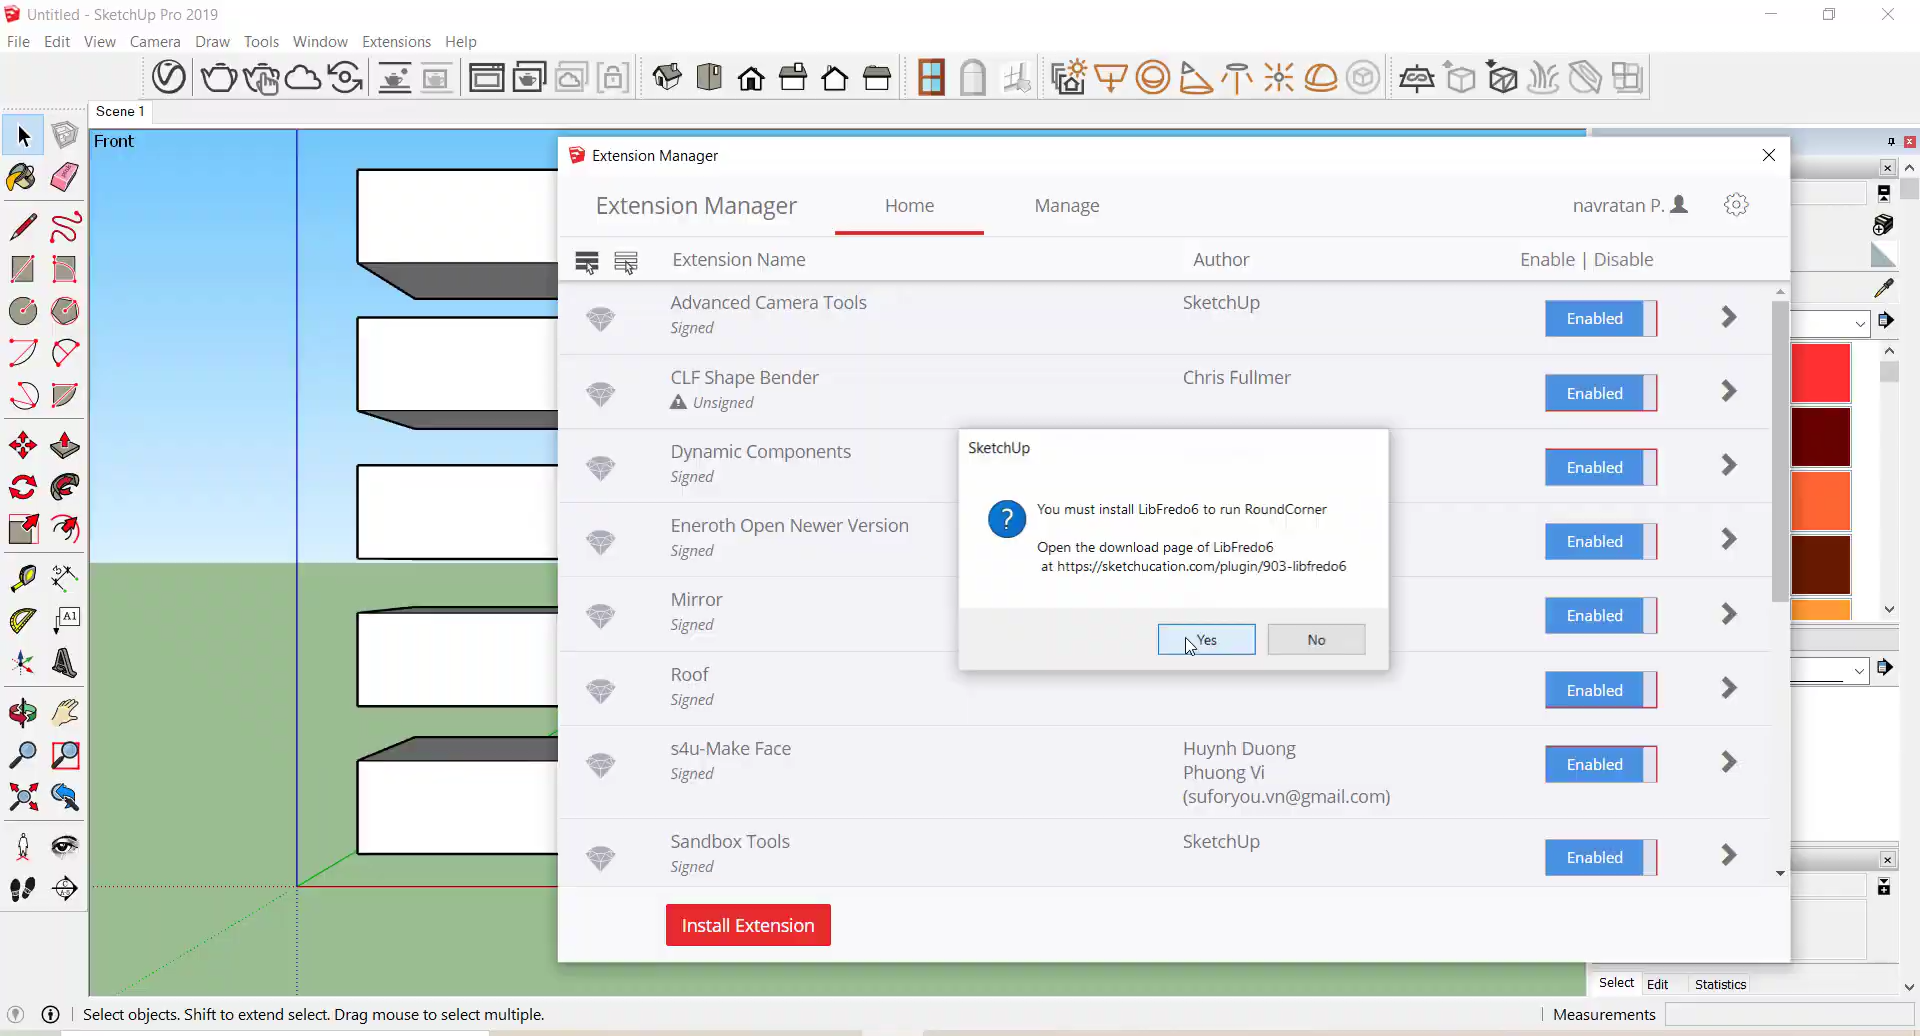 Untitled - SketchUp Pro 2019
File Edit View Camera Draw Tools Window Extensions Help
Scene 1
Front
Extension Manager
Extension Manager Home Manage navratan P.
Extension Name Author Enable | Disable
Advanced Camera Tools SketchUp
Signed
Enabled
CLF Shape Bender Chris Fullmer
Unsigned
Enabled
Dynamic Components
Signed
Enabled
Eneroth Open Newer Version
Signed
Enabled
Mirror
Signed
Enabled
Roof
Signed
Enabled
s4u-Make Face Huynh Duong
Signed Phuong Vi
(suforyou.vn@gmail.com)
Enabled
Sandbox Tools SketchUp
Signed
Enabled
Install Extension
SketchUp
?
You must install LibFredo6 to run RoundCorner
Open the download page of LibFredo6
at https://sketchucation.com/plugin/903-libfredo6
Yes No
A1
Select Edit Statistics
Select objects. Shift to extend select. Drag mouse to select multiple. Measurements